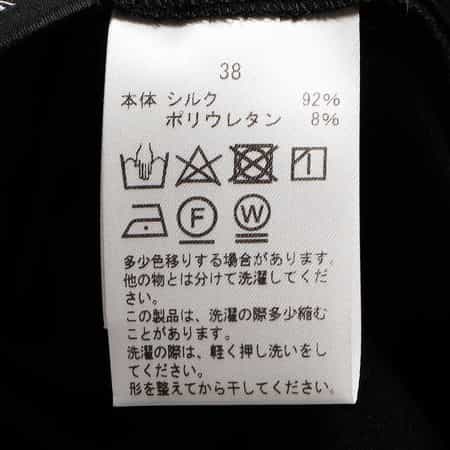 38
本体 シルク 92%
ポリウレタン 8%
1
F W
多少色移りする場合があります。
他の物とは分けて洗濯してくだ
さい。
この製品は、洗濯の際多少縮む
ことがあります。
洗濯の際は、軽く押し洗いをし
てください。
形を整えてから干してください。